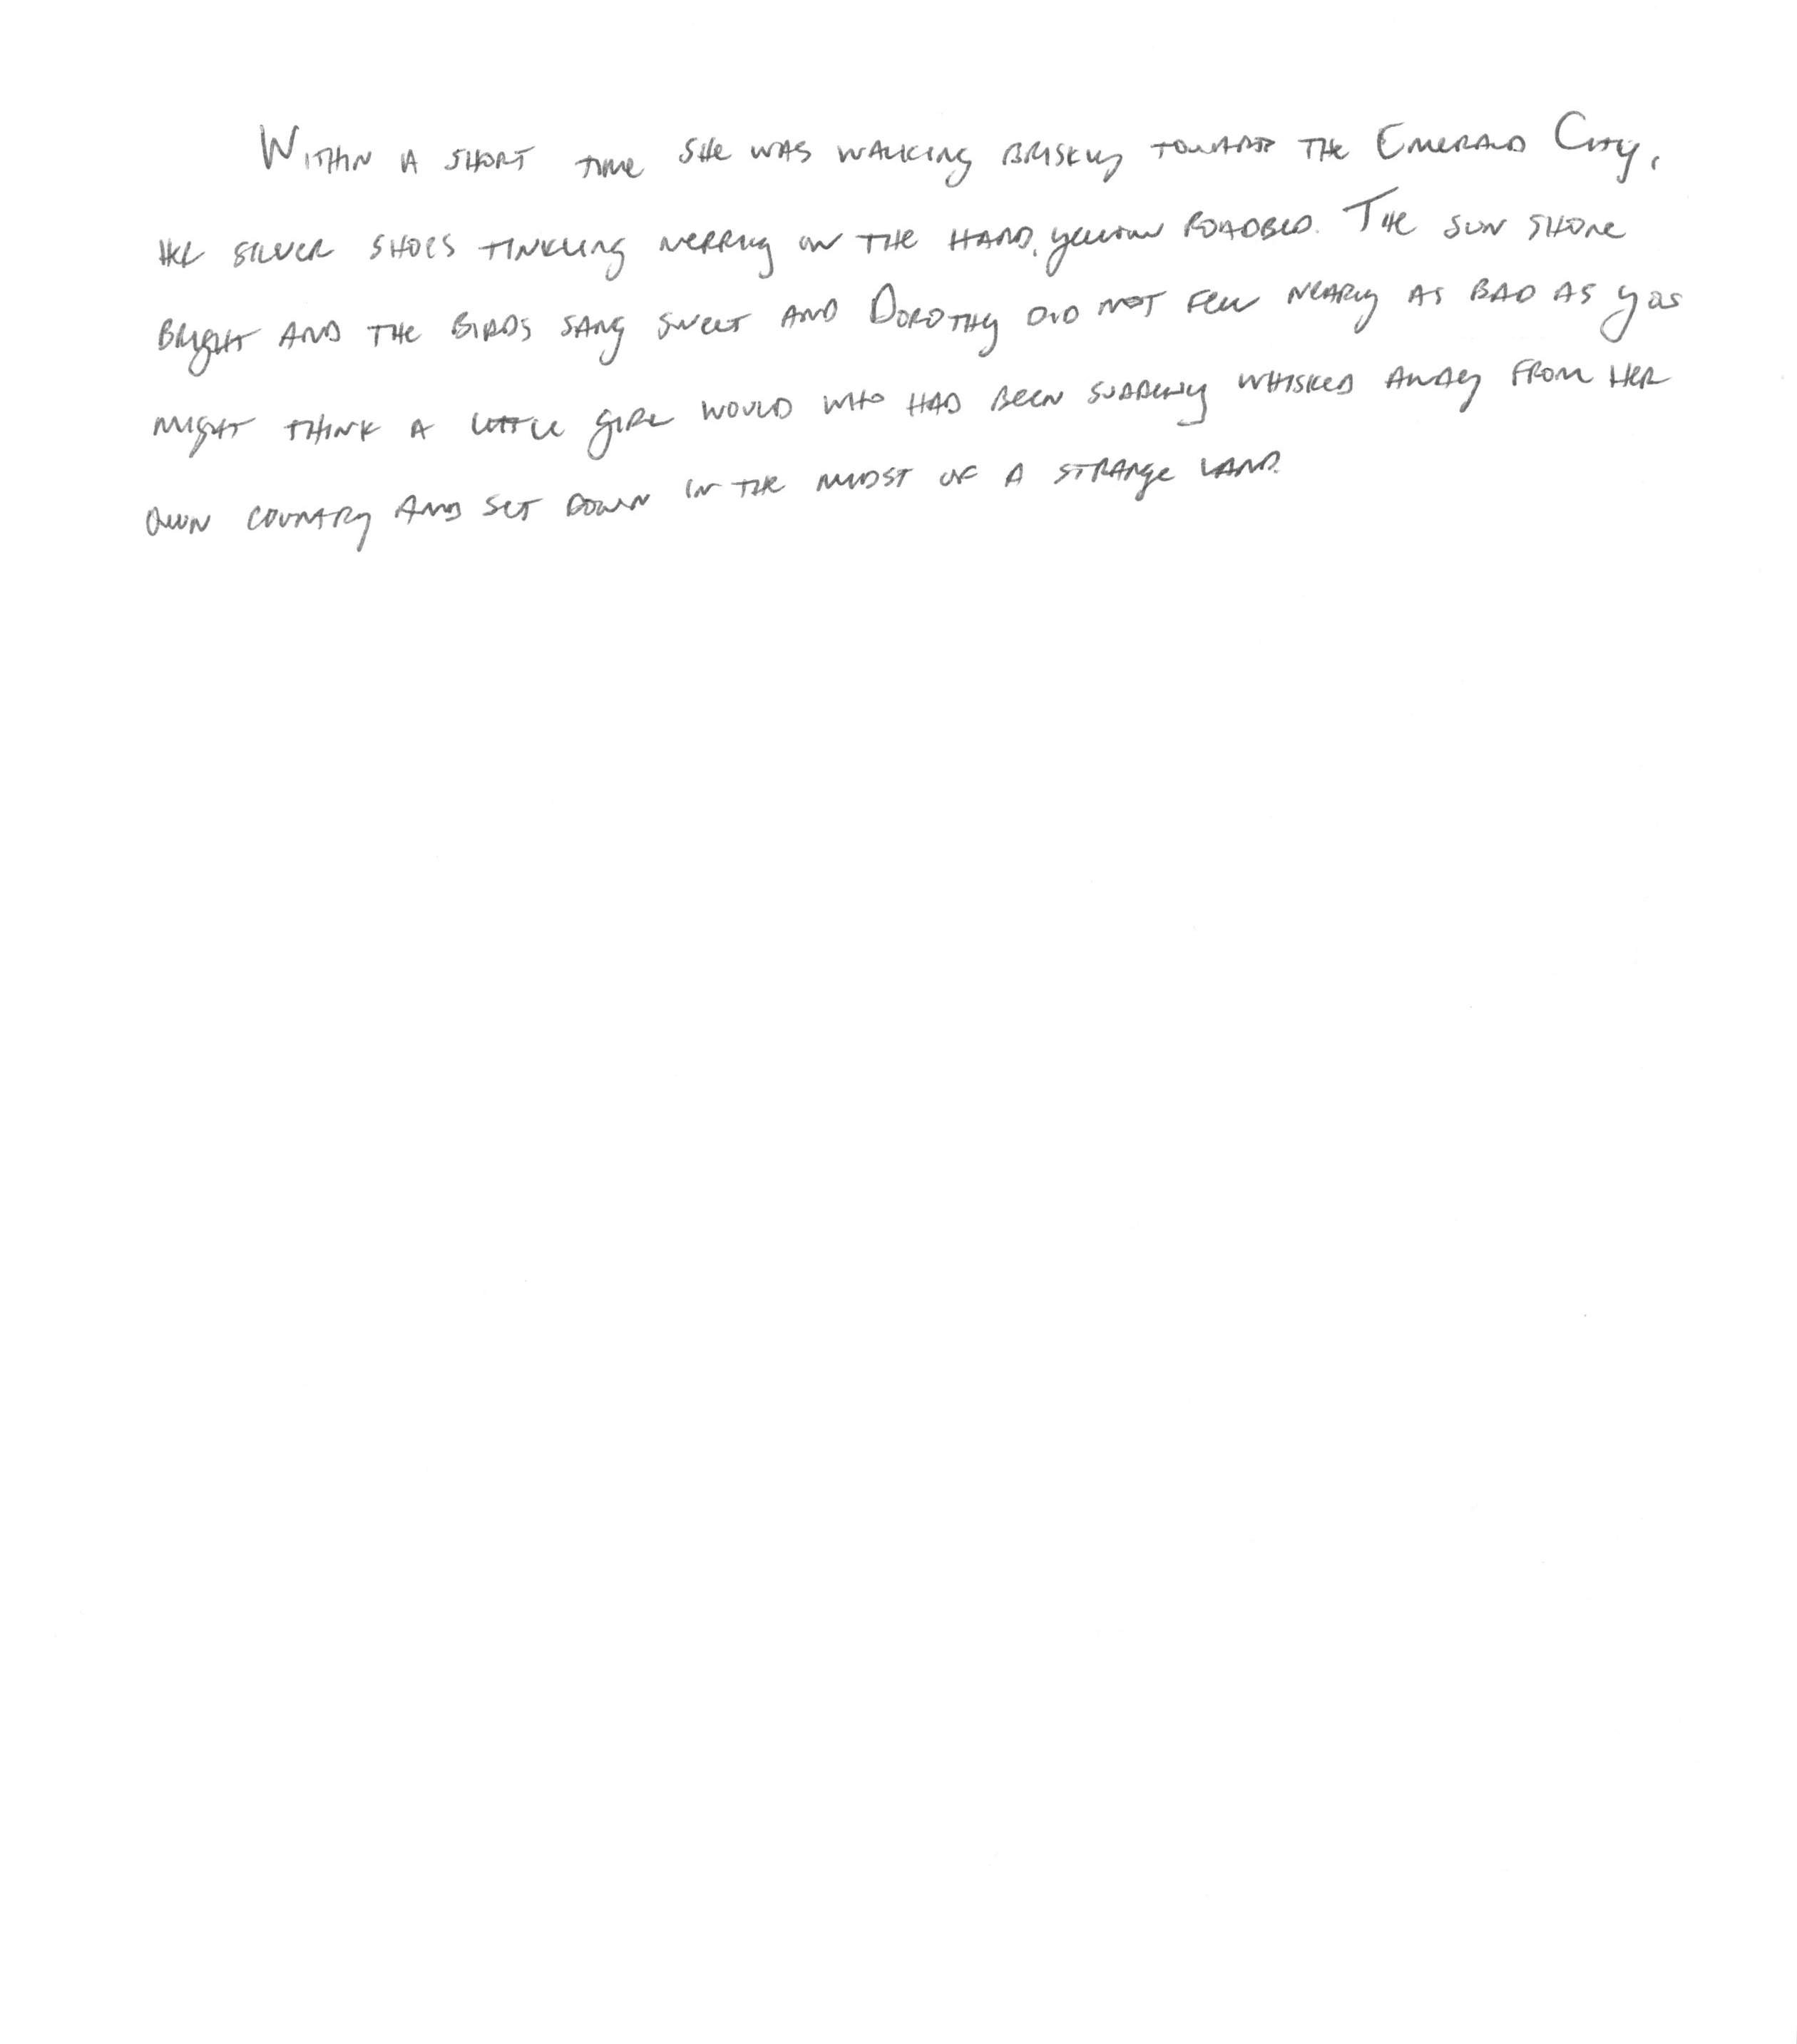 Within a short time she was walking briskly toward the Emerald City,
her silver shoes tinkling merrily on the hard, yellow roadbed. The sun shone
bright and the birds sang sweet and Dorothy did not feel nearly as bad as you
might think a little girl would who had been suddenly whisked away from her
own country and set down in the midst of a strange land.